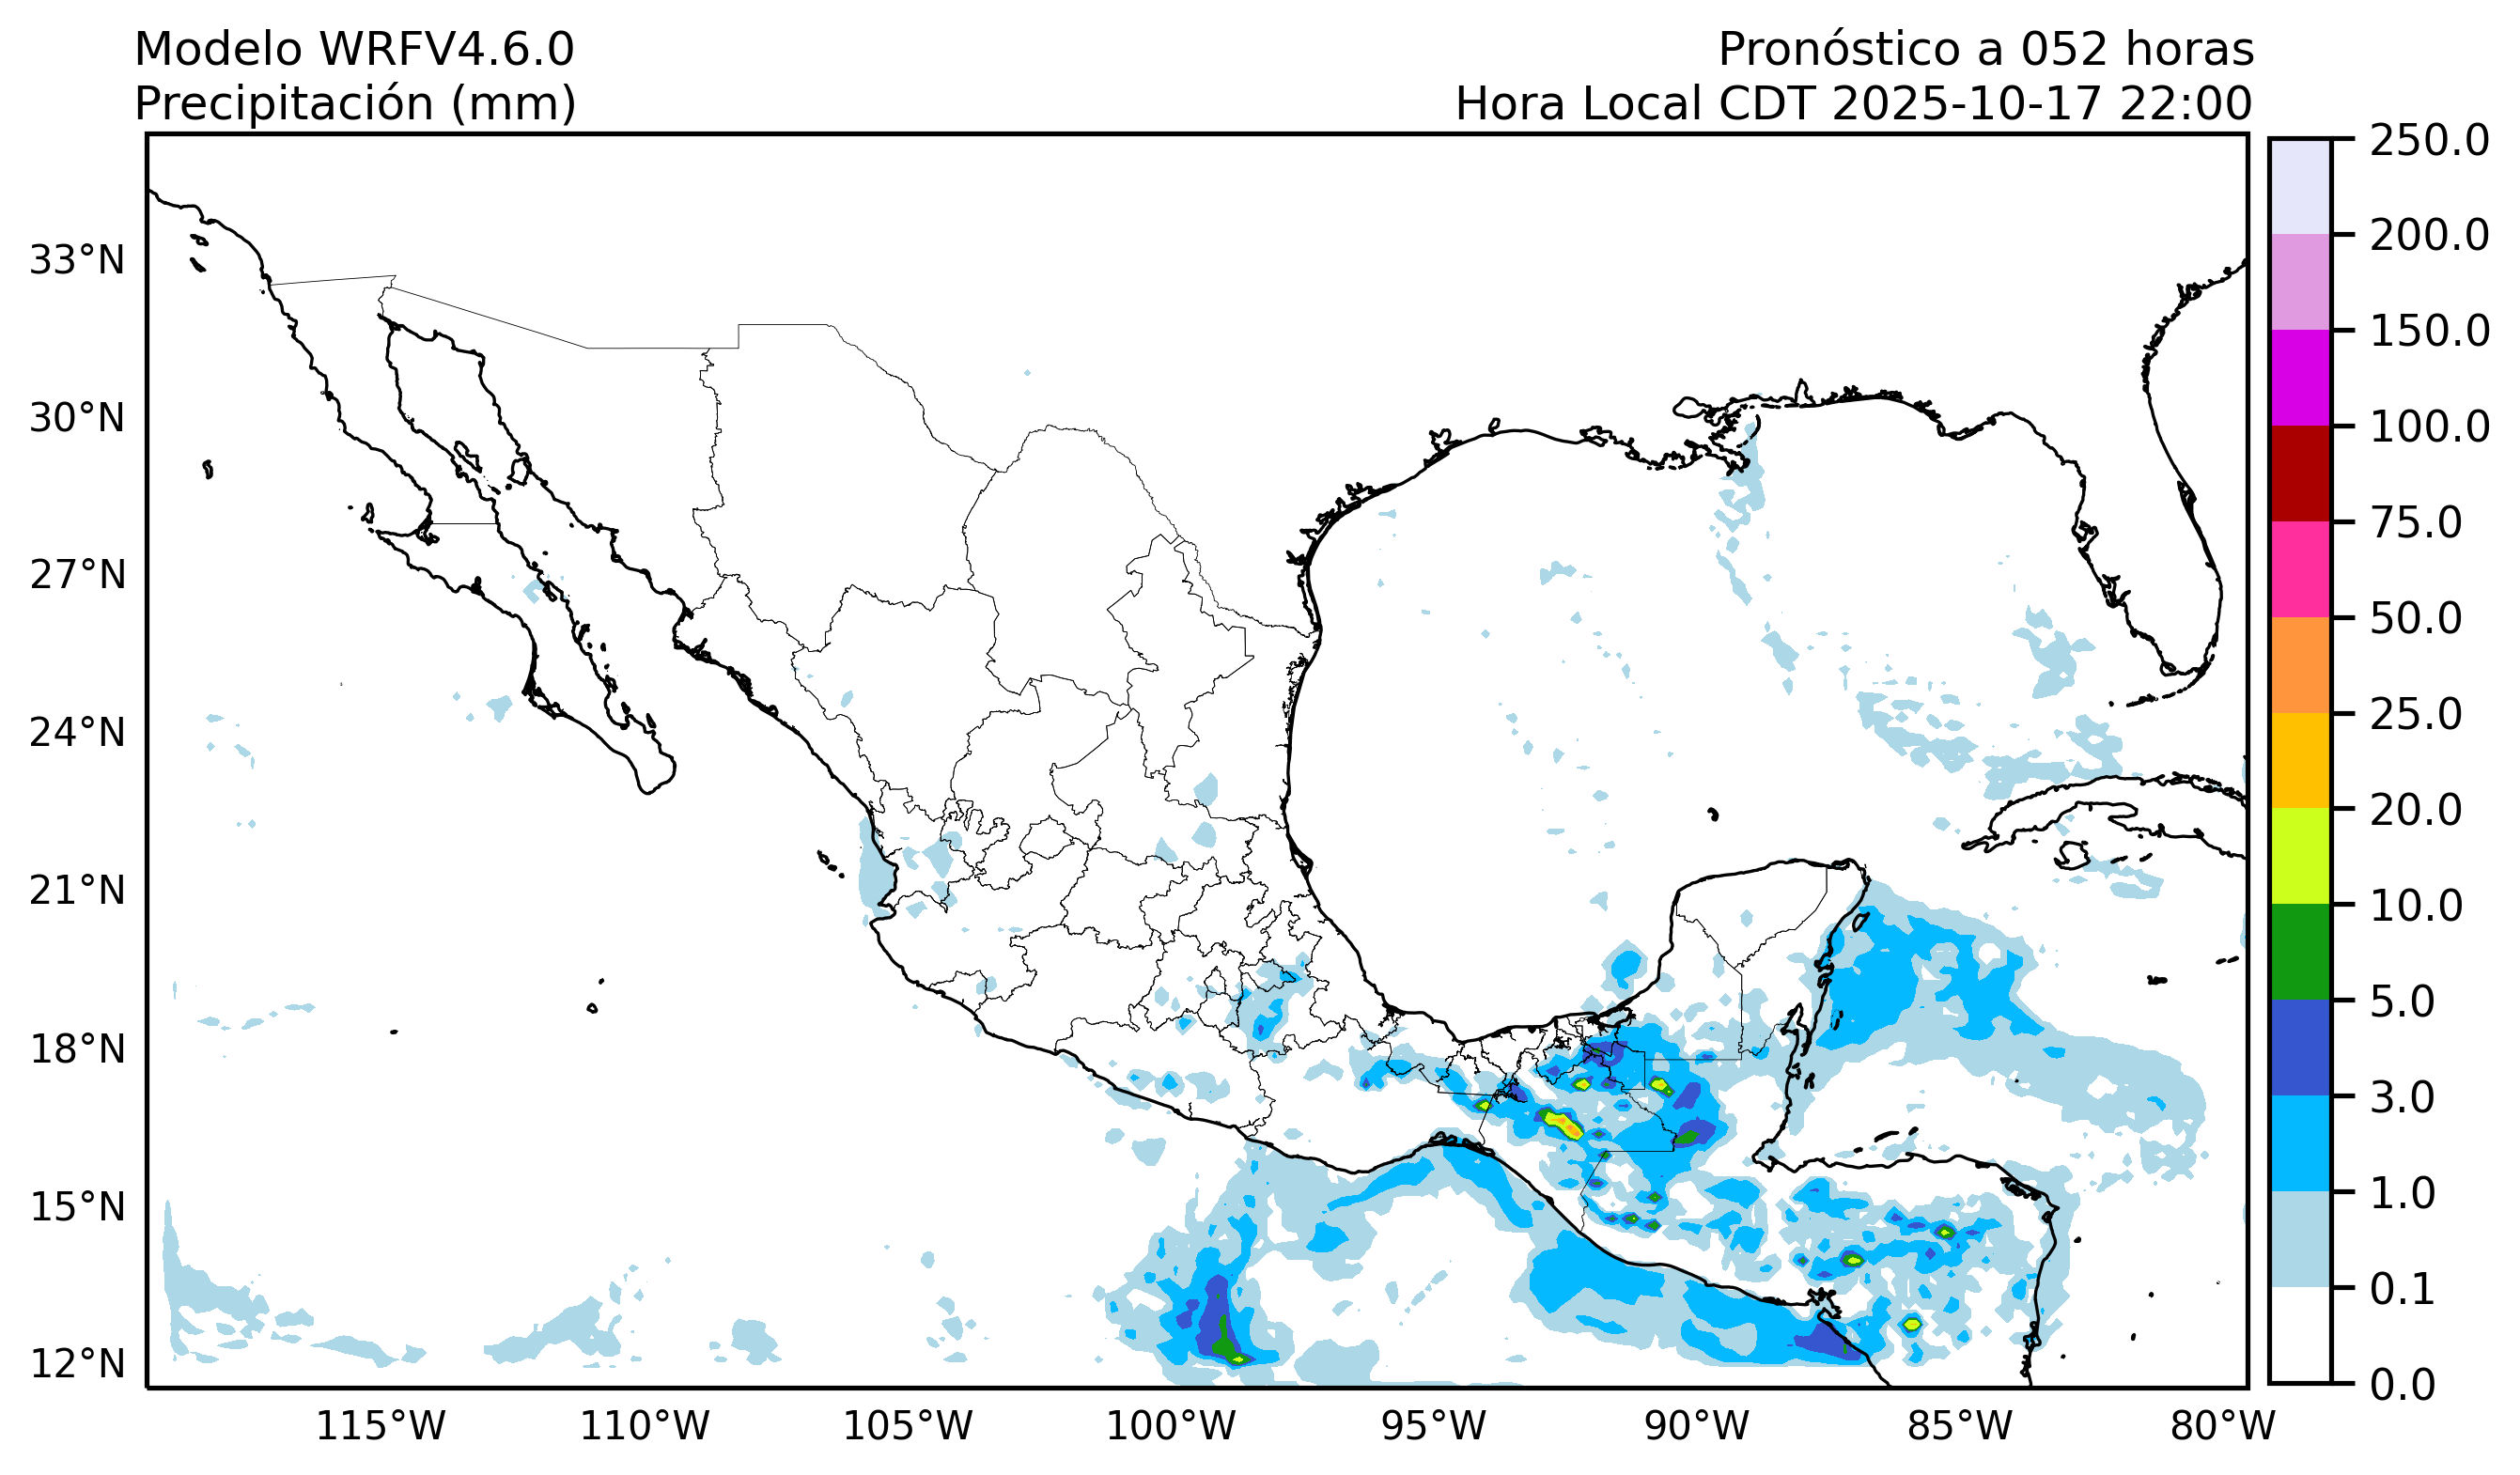 Modelo WRFV4.6.0
Precipitación (mm)
Pronóstico a 052 horas
Hora Local CDT 2025-10-17 22:00
33°N
30°N
27°N
24°N
21°N
18°N
15°N
12°N
115°W
110°W
105°W
100°W
95°W
90°W
85°W
80°W
250.0
200.0
150.0
100.0
75.0
50.0
25.0
20.0
10.0
5.0
3.0
1.0
0.1
0.0